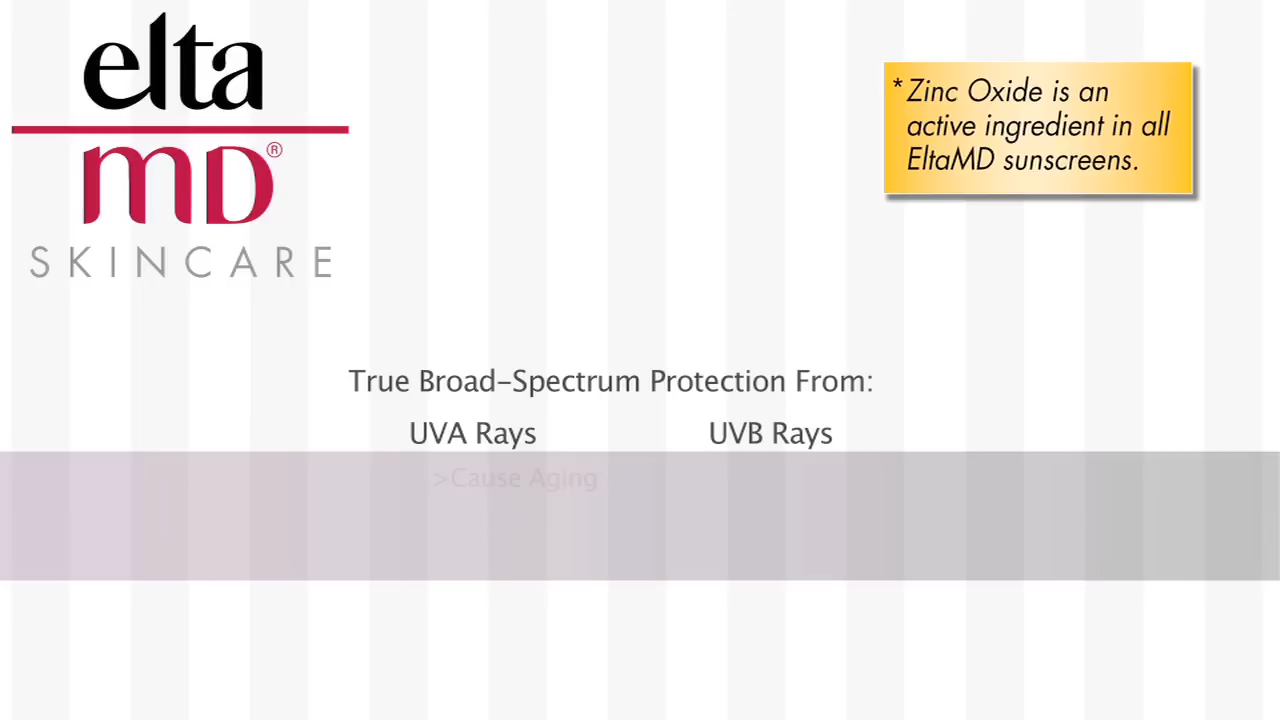 elta
MD®
SKINCARE
* Zinc Oxide is an
active ingredient in all
EltaMD sunscreens.
True Broad-Spectrum Protection From:
UVA Rays UVB Rays
>Cause Aging